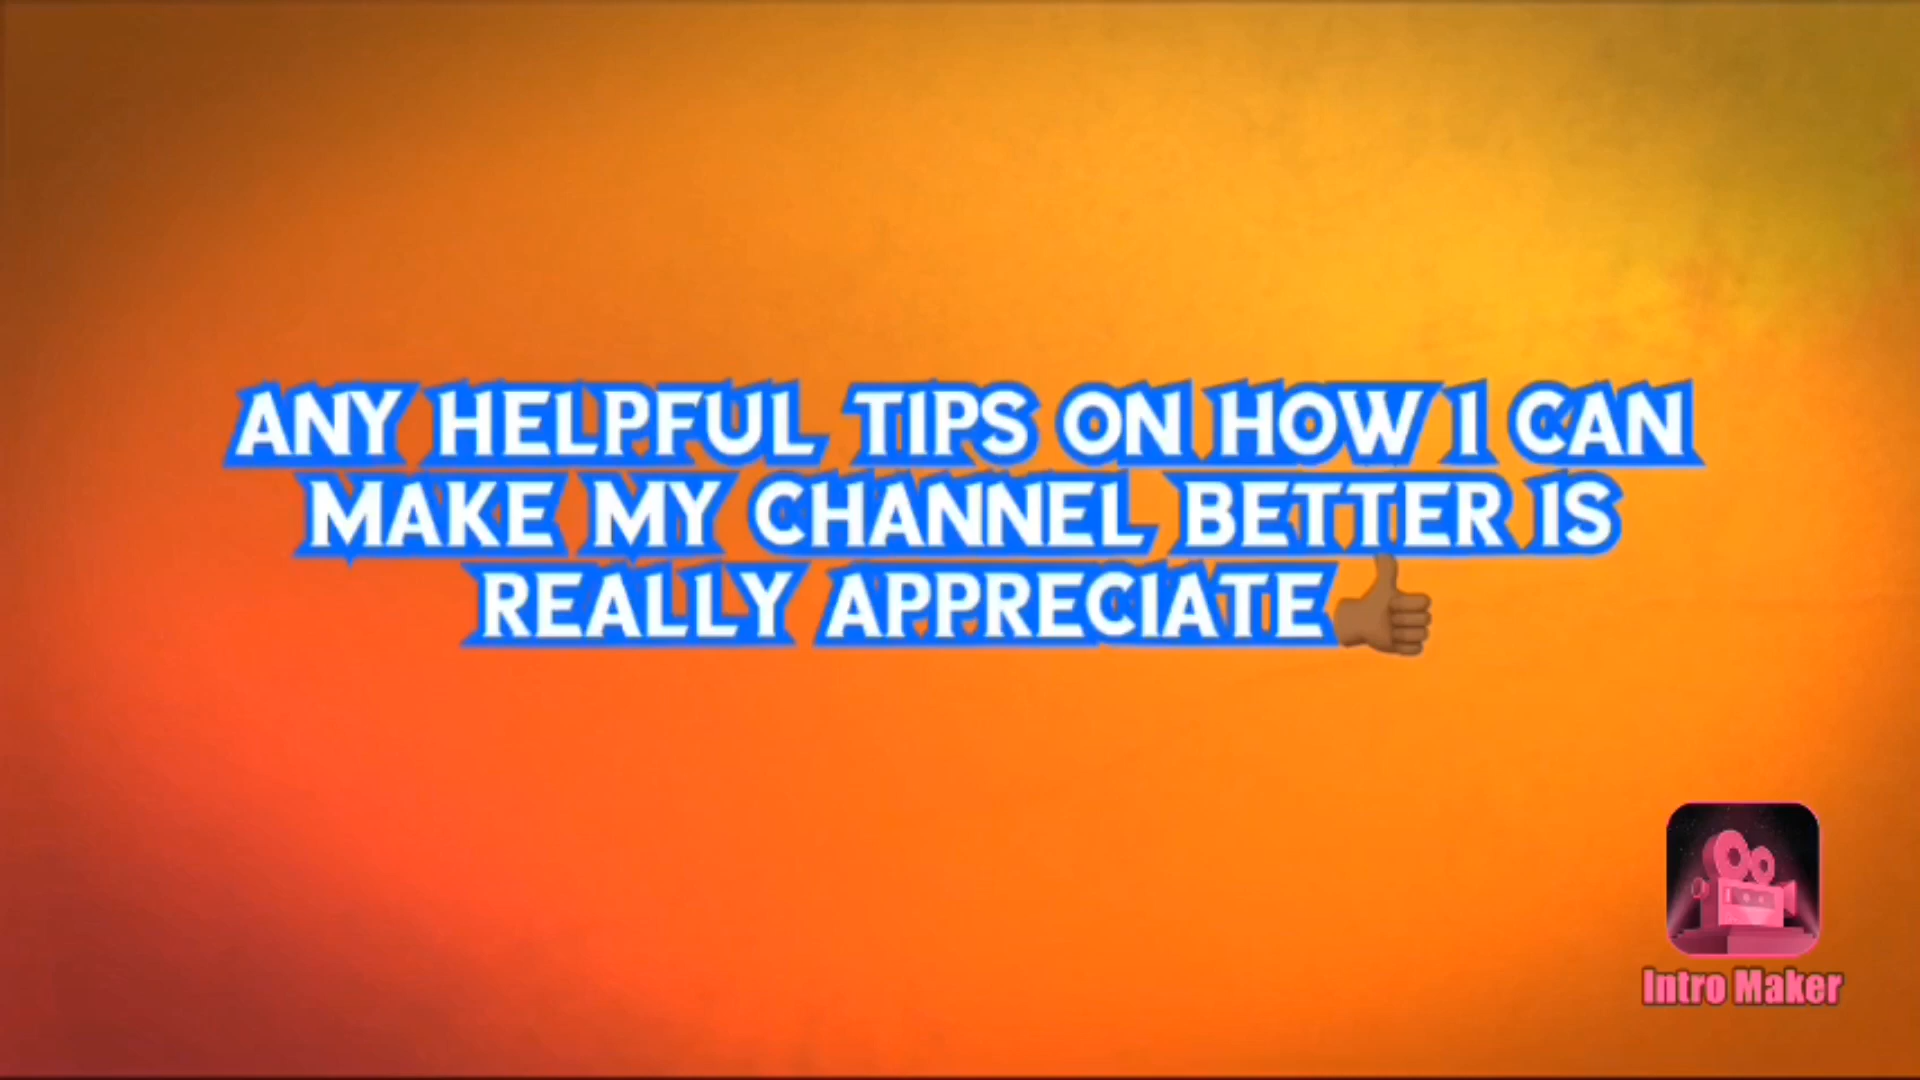 ANY HELPFUL TIPS ON HOW I CAN
MAKE MY CHANNEL BETTER IS
REALLY APPRECIATE👍🏾
Intro Maker